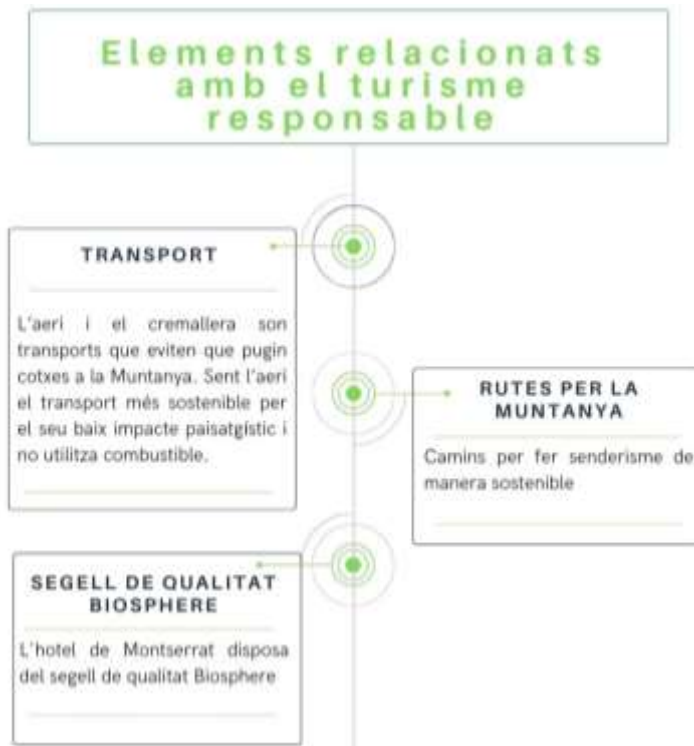 Elements relacionats
amb el turisme
responsable
TRANSPORT
L'aeri i el cremallera son
transports que eviten que pugin
cotxes a la Muntanya. Sent l'aeri
el transport més sostenible per
el seu baix impacte paisatgístic i
no utilitza combustible.
RUTES PER LA
MUNTANYA
Camins per fer senderisme de
manera sostenible
SEGELL DE QUALITAT
BIOSPHERE
L'hotel de Montserrat disposa
del segell de qualitat Biosphere